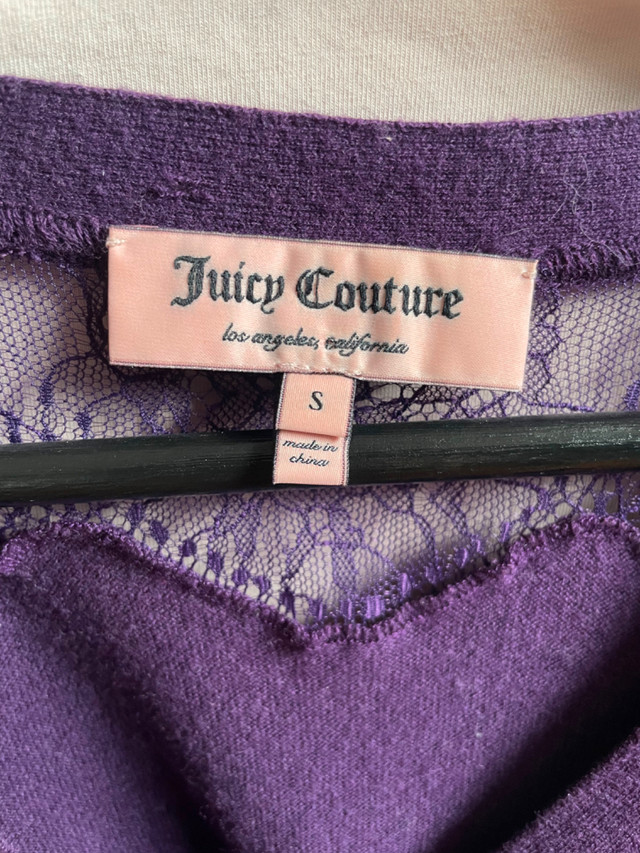 Juicy Couture
los angeles, california
S
made in
china